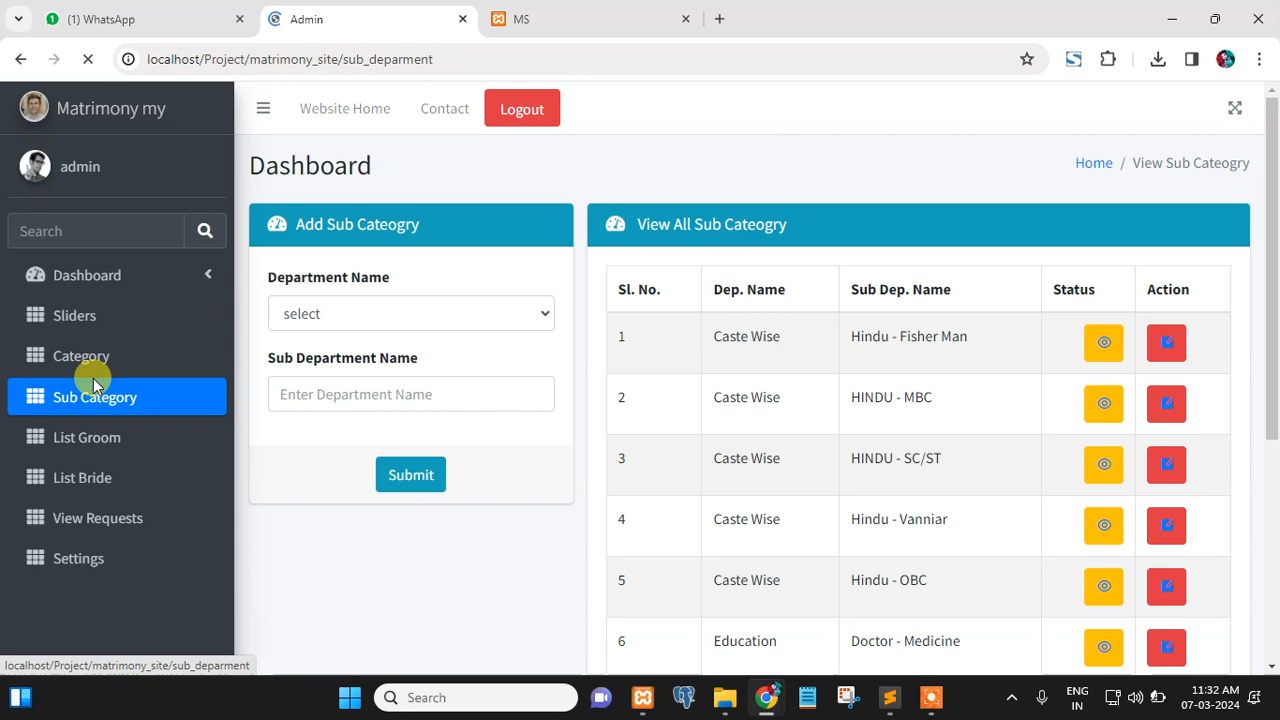 (1) WhatsApp
Admin
MS
localhost/Project/matrimony_site/sub_deparment
Matrimony my
Website Home
Contact
Logout
admin
Dashboard
Home / View Sub Cateogry
Search
Dashboard
Sliders
Category
Sub Category
List Groom
List Bride
View Requests
Settings
Add Sub Cateogry
Department Name
select
Sub Department Name
Enter Department Name
Submit
View All Sub Cateogry
Sl. No. Dep. Name Sub Dep. Name Status Action
1 Caste Wise Hindu - Fisher Man
2 Caste Wise HINDU - MBC
3 Caste Wise HINDU - SC/ST
4 Caste Wise Hindu - Vanniar
5 Caste Wise Hindu - OBC
6 Education Doctor - Medicine
localhost/Project/matrimony_site/sub_deparment
Search
ENG
IN
11:32 AM
07-03-2024